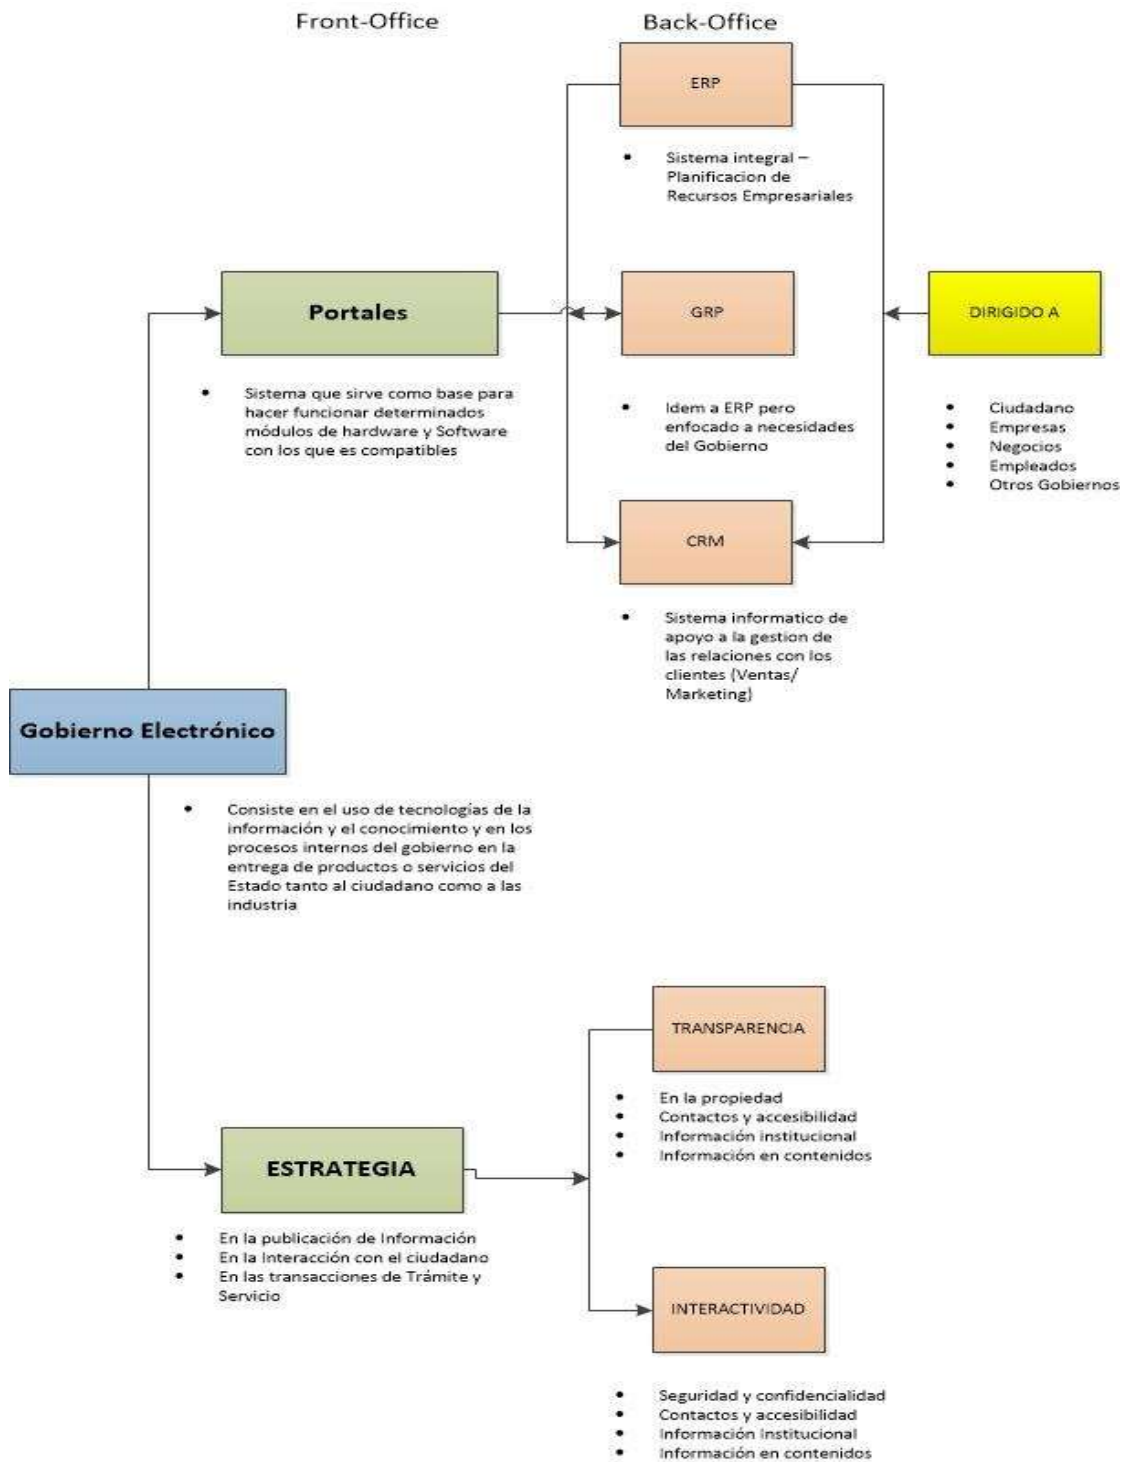 Front-Office
Back-Office
ERP
• Sistema integral –
Planificacion de
Recursos Empresariales
Portales
• Sistema que sirve como base para
hacer funcionar determinados
módulos de hardware y Software
con los que es compatibles
GRP
• Idem a ERP pero
enfocado a necesidades
del Gobierno
DIRIGIDO A
• Ciudadano
• Empresas
• Negocios
• Empleados
• Otros Gobiernos
CRM
• Sistema informatico de
apoyo a la gestion de
las relaciones con los
clientes (Ventas/
Marketing)
Gobierno Electrónico
• Consiste en el uso de tecnologías de la
información y el conocimiento y en los
procesos internos del gobierno en la
entrega de productos o servicios del
Estado tanto al ciudadano como a las
industria
TRANSPARENCIA
• En la propiedad
• Contactos y accesibilidad
• Información institucional
• Información en contenidos
ESTRATEGIA
• En la publicación de Información
• En la Interacción con el ciudadano
• En las transacciones de Trámite y
Servicio
INTERACTIVIDAD
• Seguridad y confidencialidad
• Contactos y accesibilidad
• Información Institucional
• Información en contenidos